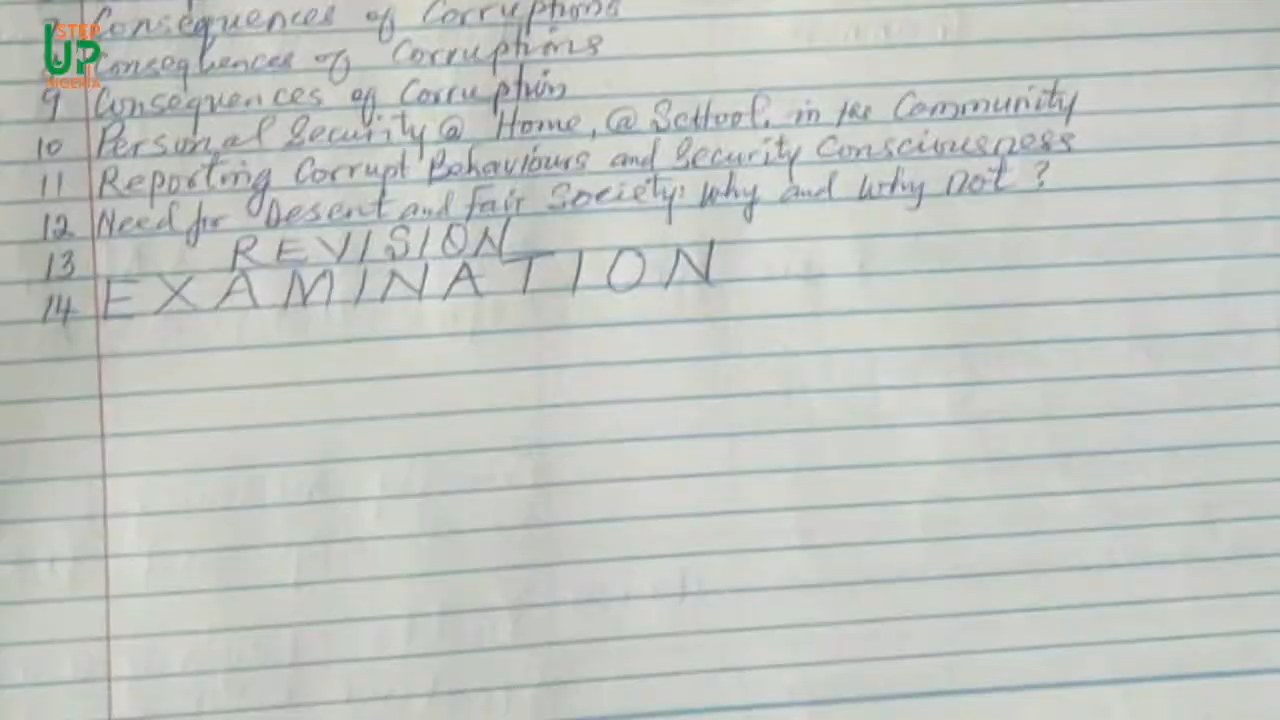 7 Consequences of Corruptions
STEP
UP
NIGERIA
Consequences of Corruptions
9 Consequences of Corruption
10 Personal Security @ Home, @ School, in the Community
11 Reporting Corrupt Behaviours and Security Consciousness
12 Need for Desent and Fair Society: Why and Why not?
13 REVISION
14 EXAMINATION